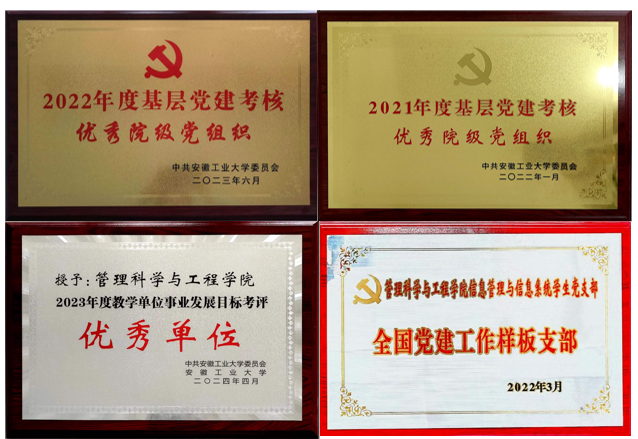 2022年度基层党建考核
优秀院级党组织
中共安徽工业大学委员会
二〇二三年六月
2021年度基层党建考核
优秀院级党组织
中共安徽工业大学委员会
二〇二二年一月
授予：管理科学与工程学院
2023年度教学单位事业发展目标考评
优秀单位
中共安徽工业大学委员会
安徽工业大学
二〇二四年四月
管理科学与工程学院信息管理与信息系统学生党支部
全国党建工作样板支部
2022年3月